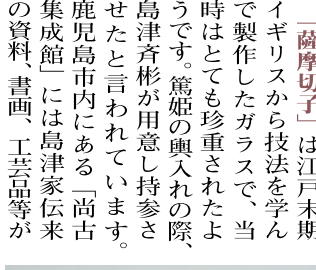 「薩摩切子」は江戸末期
イギリスから技法を学ん
で製作したガラスで、当
時はとても珍重されたよ
うです。篤姫の輿入れの際、
島津斉彬が用意し持参さ
せたと言われています。
鹿児島市内にある「尚古
集成館」には島津家伝来
の資料、書画、工芸品等が